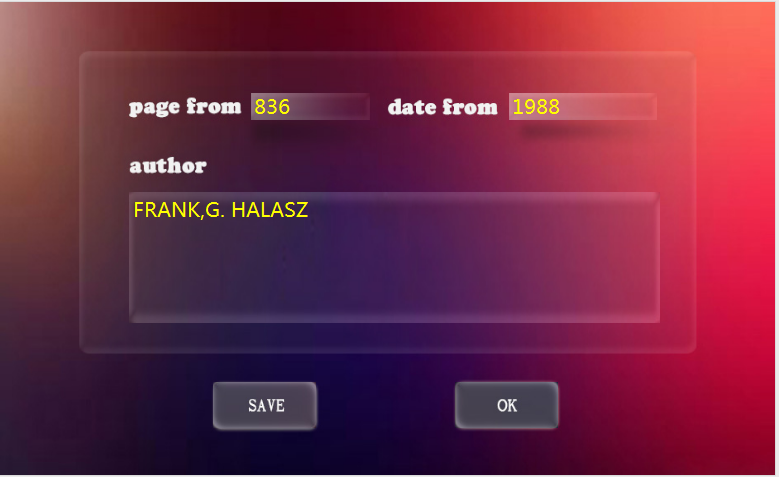 page from 836 date from 1988
author
FRANK,G. HALASZ
SAVE OK